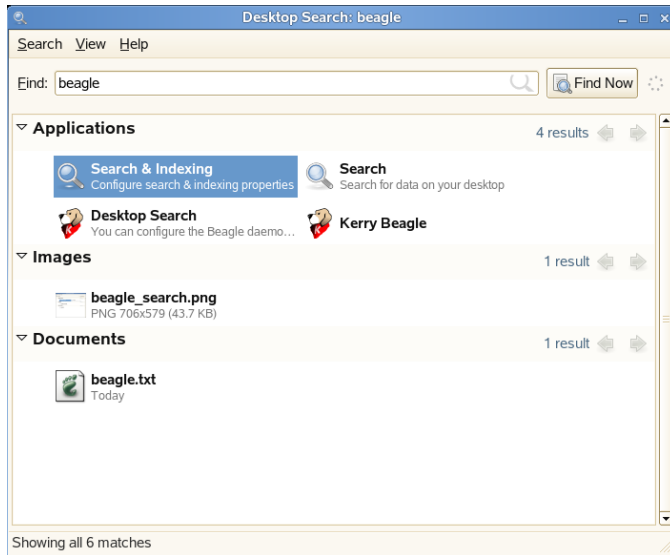 Desktop Search: beagle
Search View Help
Find: beagle Find Now
Applications 4 results
Search & Indexing
Configure search & indexing properties
Search
Search for data on your desktop
Desktop Search
You can configure the Beagle daemo...
Kerry Beagle
Images 1 result
beagle_search.png
PNG 706x579 (43.7 KB)
Documents 1 result
beagle.txt
Today
Showing all 6 matches